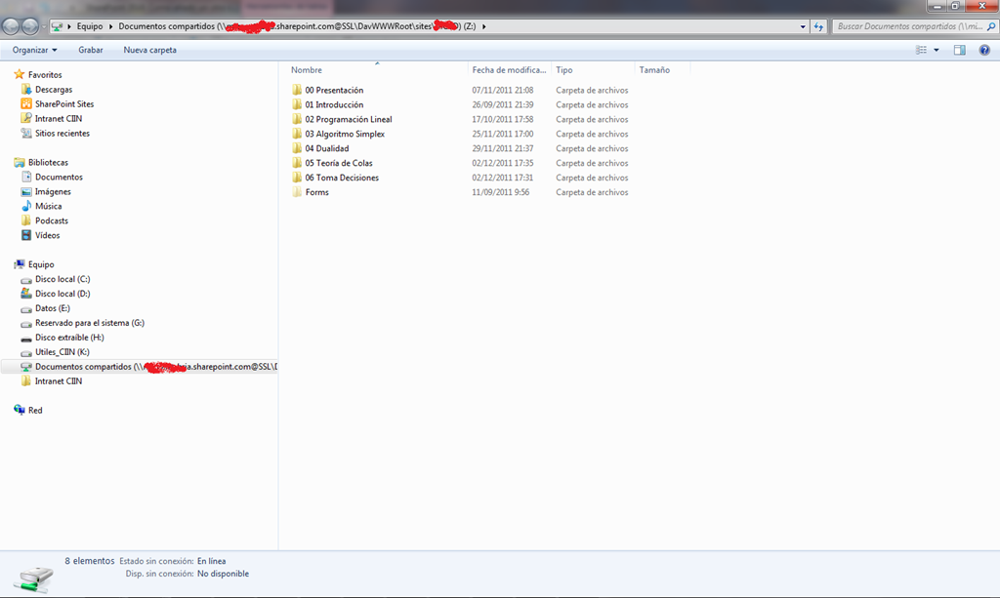 Equipo Documentos compartidos (\\ .sharepoint.com@SSL\DavWWWRoot\sites\ ) (Z:) Buscar Documentos compartidos (\\mi...
Organizar Grabar Nueva carpeta
Favoritos
Descargas
SharePoint Sites
Intranet CIIN
Sitios recientes
Bibliotecas
Documentos
Imágenes
Música
Podcasts
Vídeos
Equipo
Disco local (C:)
Disco local (D:)
Datos (E:)
Reservado para el sistema (G:)
Disco extraíble (H:)
Utiles_CIIN (K:)
Documentos compartidos (\\ a.sharepoint.com@SSL\D
Intranet CIIN
Red
Nombre Fecha de modifica... Tipo Tamaño
00 Presentación 07/11/2011 21:08 Carpeta de archivos
01 Introducción 26/09/2011 21:39 Carpeta de archivos
02 Programación Lineal 17/10/2011 17:58 Carpeta de archivos
03 Algoritmo Simplex 25/11/2011 17:00 Carpeta de archivos
04 Dualidad 29/11/2011 21:37 Carpeta de archivos
05 Teoría de Colas 02/12/2011 17:35 Carpeta de archivos
06 Toma Decisiones 02/12/2011 17:31 Carpeta de archivos
Forms 11/09/2011 9:56 Carpeta de archivos
8 elementos Estado sin conexión: En línea
Disp. sin conexión: No disponible